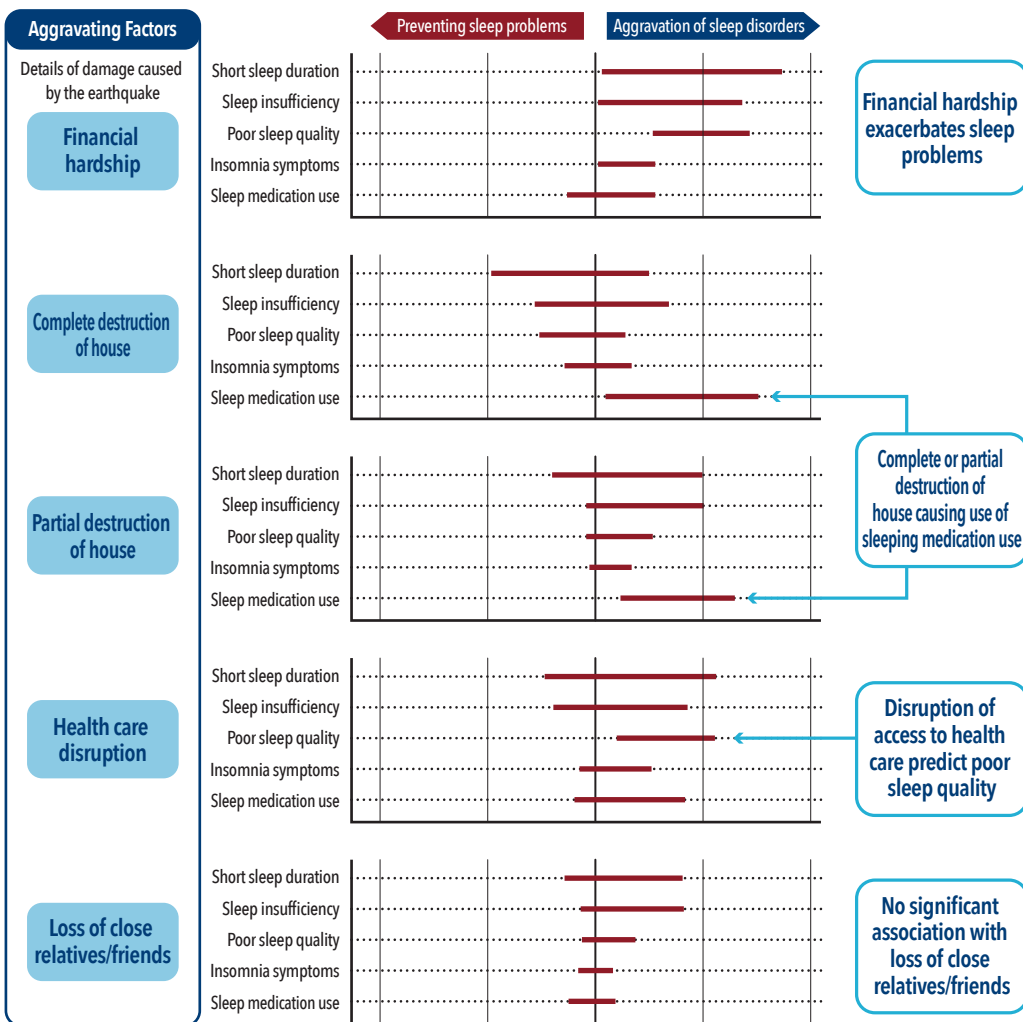 Aggravating Factors
Details of damage caused
by the earthquake
Preventing sleep problems
Aggravation of sleep disorders
Financial
hardship
Short sleep duration
Sleep insufficiency
Poor sleep quality
Insomnia symptoms
Sleep medication use
Financial hardship
exacerbates sleep
problems
Complete destruction
of house
Short sleep duration
Sleep insufficiency
Poor sleep quality
Insomnia symptoms
Sleep medication use
Complete or partial
destruction of
house causing use of
sleeping medication use
Partial destruction
of house
Short sleep duration
Sleep insufficiency
Poor sleep quality
Insomnia symptoms
Sleep medication use
Health care
disruption
Short sleep duration
Sleep insufficiency
Poor sleep quality
Insomnia symptoms
Sleep medication use
Disruption of
access to health
care predict poor
sleep quality
Loss of close
relatives/friends
Short sleep duration
Sleep insufficiency
Poor sleep quality
Insomnia symptoms
Sleep medication use
No significant
association with
loss of close
relatives/friends